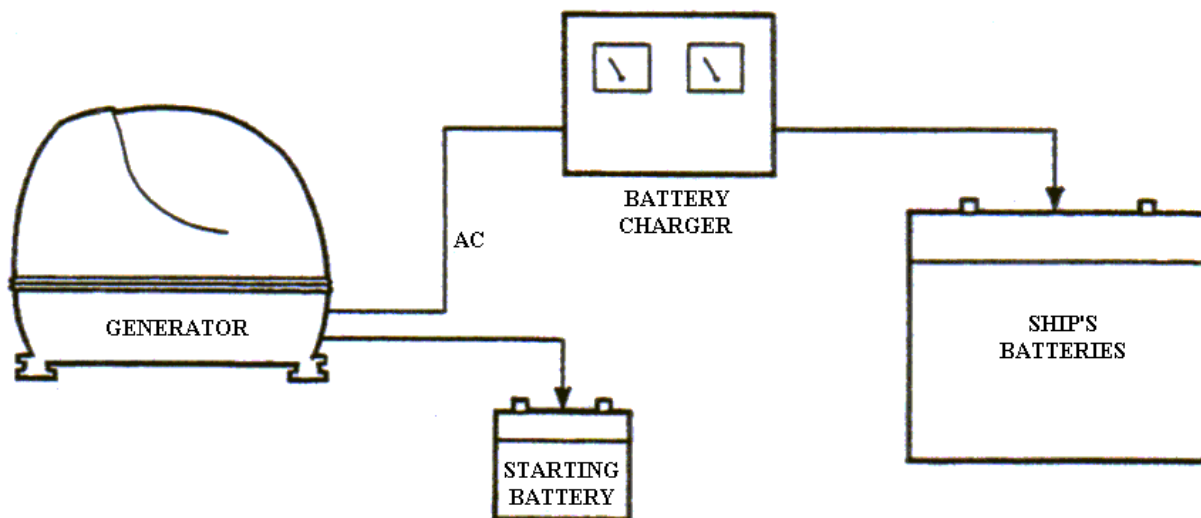 BATTERY
CHARGER
AC
GENERATOR
SHIP'S
BATTERIES
STARTING
BATTERY